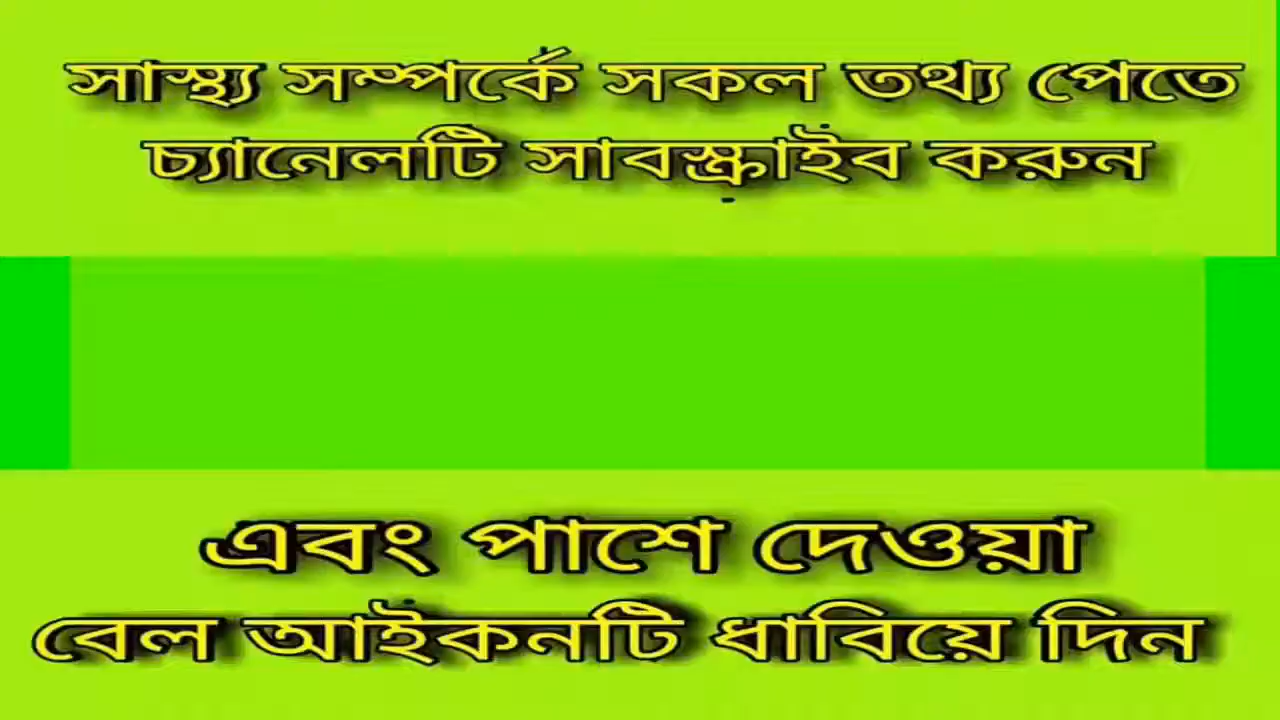 সাস্থ্য সম্পর্কে সকল তথ্য পেতে
চ্যানেলটি সাবস্ক্রাইব করুন
এবং পাশে দেওয়া
বেল আইকনটি ধাবিয়ে দিন